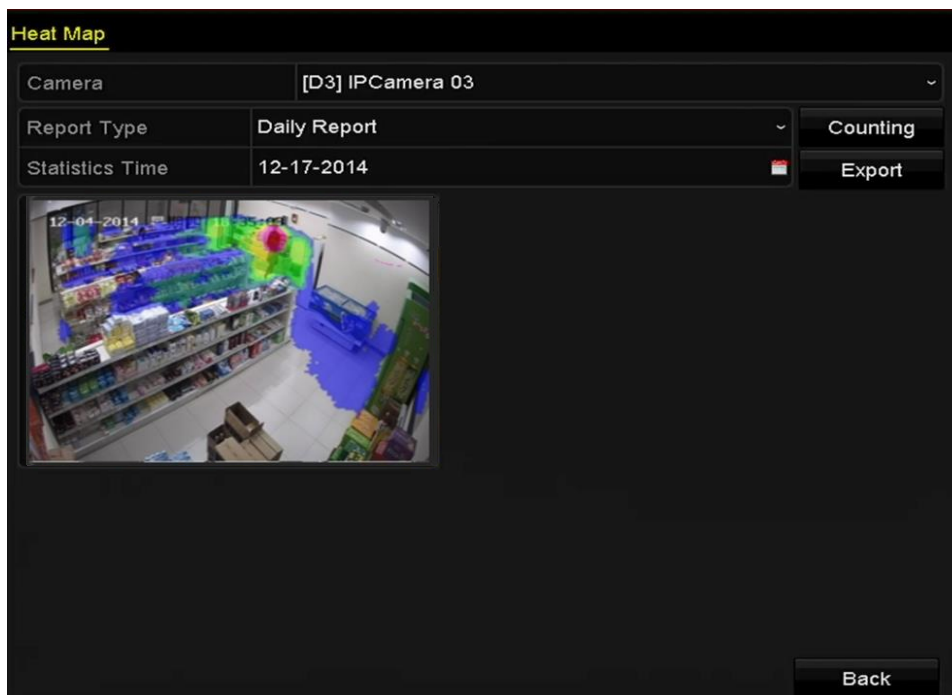 Heat Map
Camera [D3] IPCamera 03
Report Type Daily Report Counting
Statistics Time 12-17-2014 Export
12-04-2014
Back